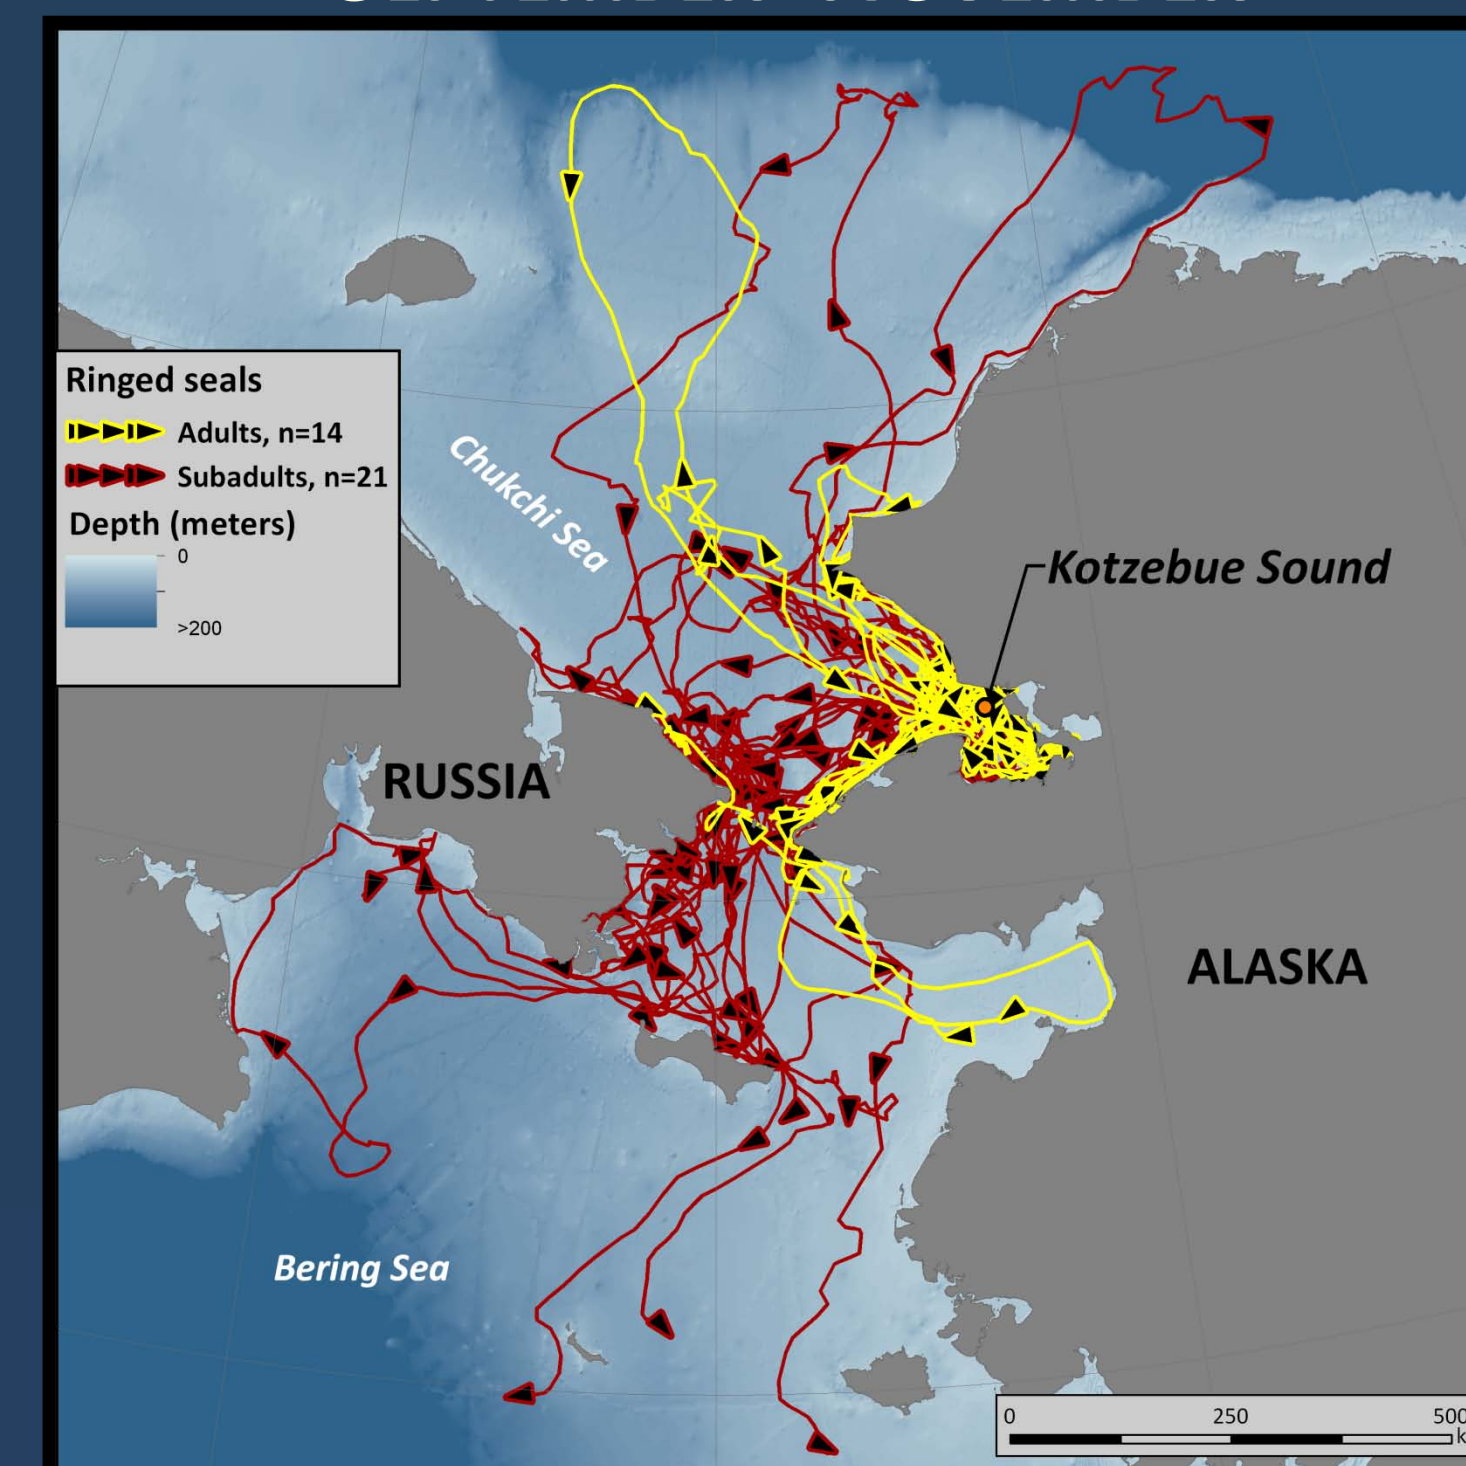 Ringed seals
Adults, n=14
Subadults, n=21
Depth (meters)
0
>200
Chukchi Sea
Kotzebue Sound
RUSSIA
ALASKA
Bering Sea
0 250 500
k